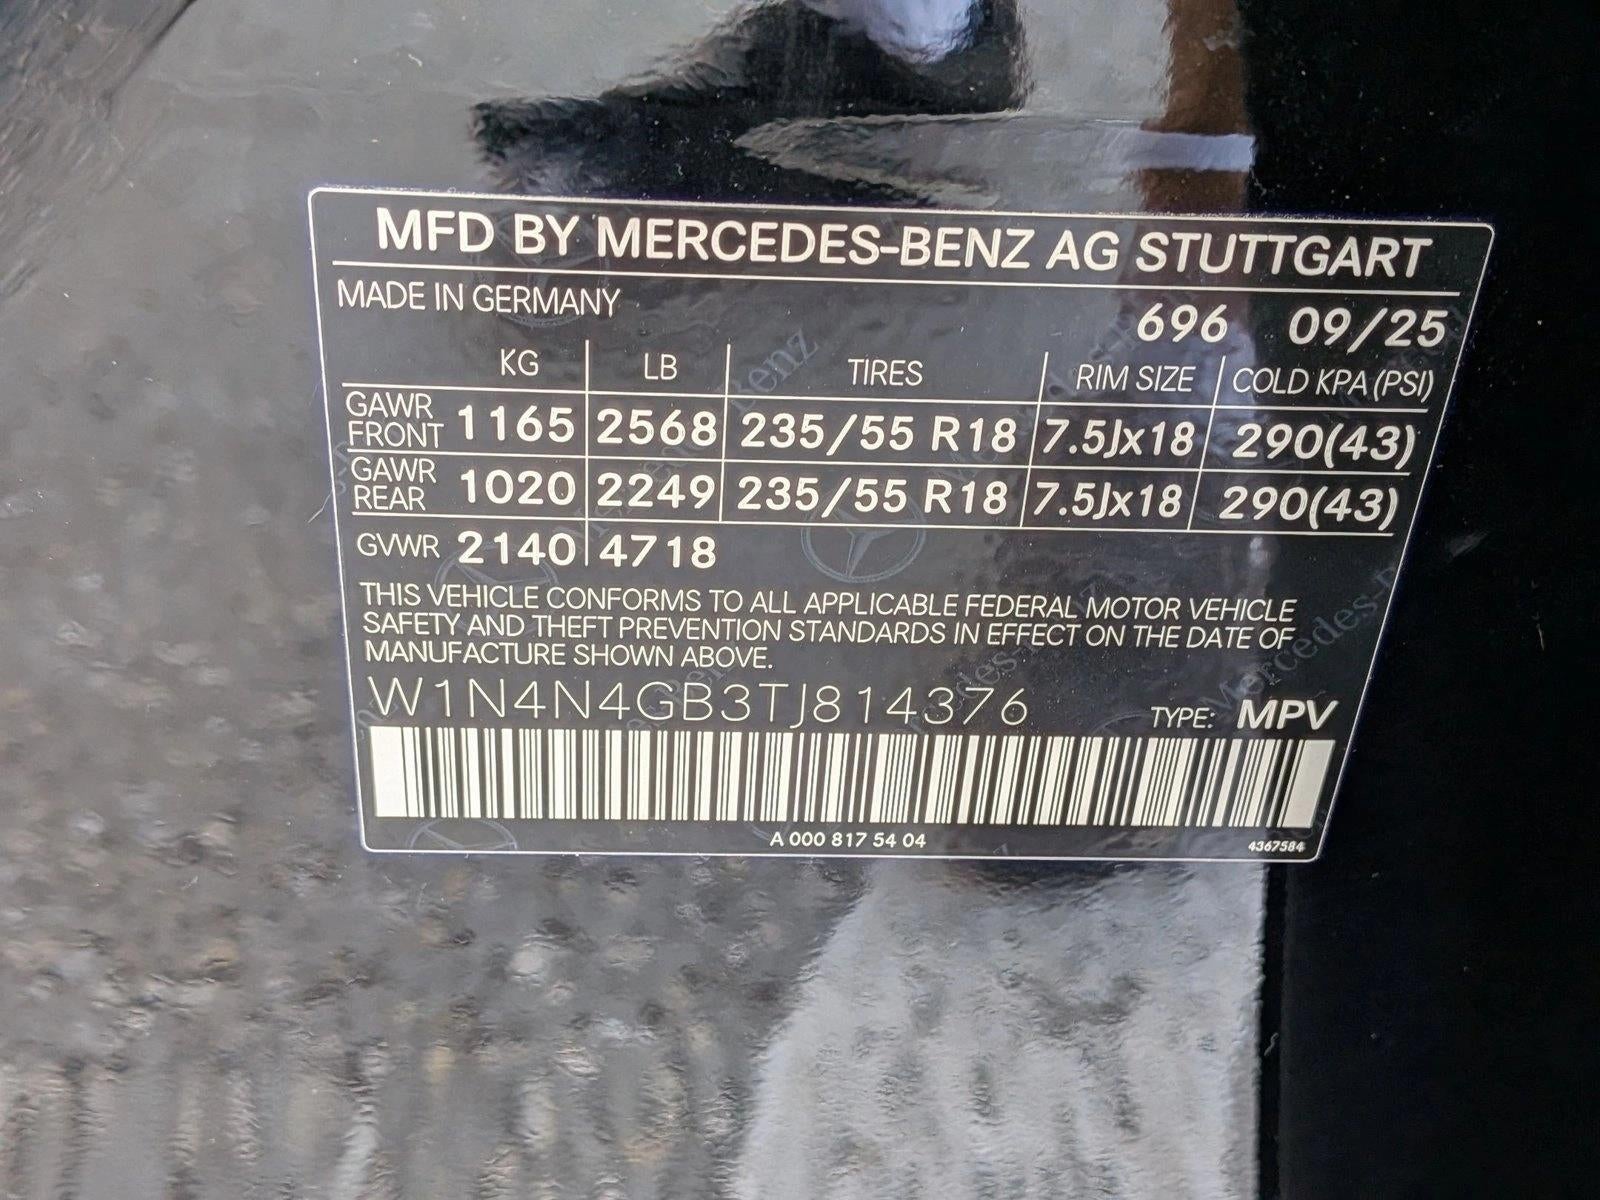 MFD BY MERCEDES-BENZ AG STUTTGART
MADE IN GERMANY
696 09/25
KG LB TIRES RIM SIZE COLD KPA (PSI)
GAWR FRONT 1165 2568 235/55 R18 7.5Jx18 290(43)
GAWR REAR 1020 2249 235/55 R18 7.5Jx18 290(43)
GVWR 2140 4718
THIS VEHICLE CONFORMS TO ALL APPLICABLE FEDERAL MOTOR VEHICLE
SAFETY AND THEFT PREVENTION STANDARDS IN EFFECT ON THE DATE OF
MANUFACTURE SHOWN ABOVE.
W1N4N4GB3TJ814376 TYPE: MPV
A 000 817 54 04 4367584